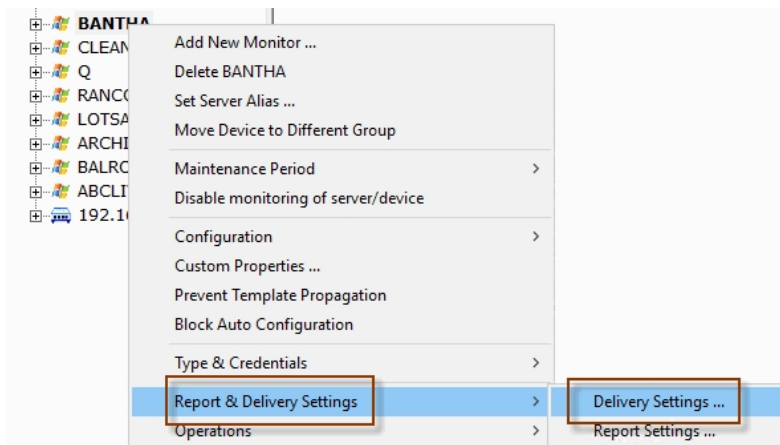 BANTHA
CLEAN
Q
RANCO
LOTSA
ARCHI
BALRO
ABCLI
192.1
Add New Monitor ...
Delete BANTHA
Set Server Alias ...
Move Device to Different Group
Maintenance Period
Disable monitoring of server/device
Configuration
Custom Properties ...
Prevent Template Propagation
Block Auto Configuration
Type & Credentials
Report & Delivery Settings
Operations
Delivery Settings ...
Report Settings ...